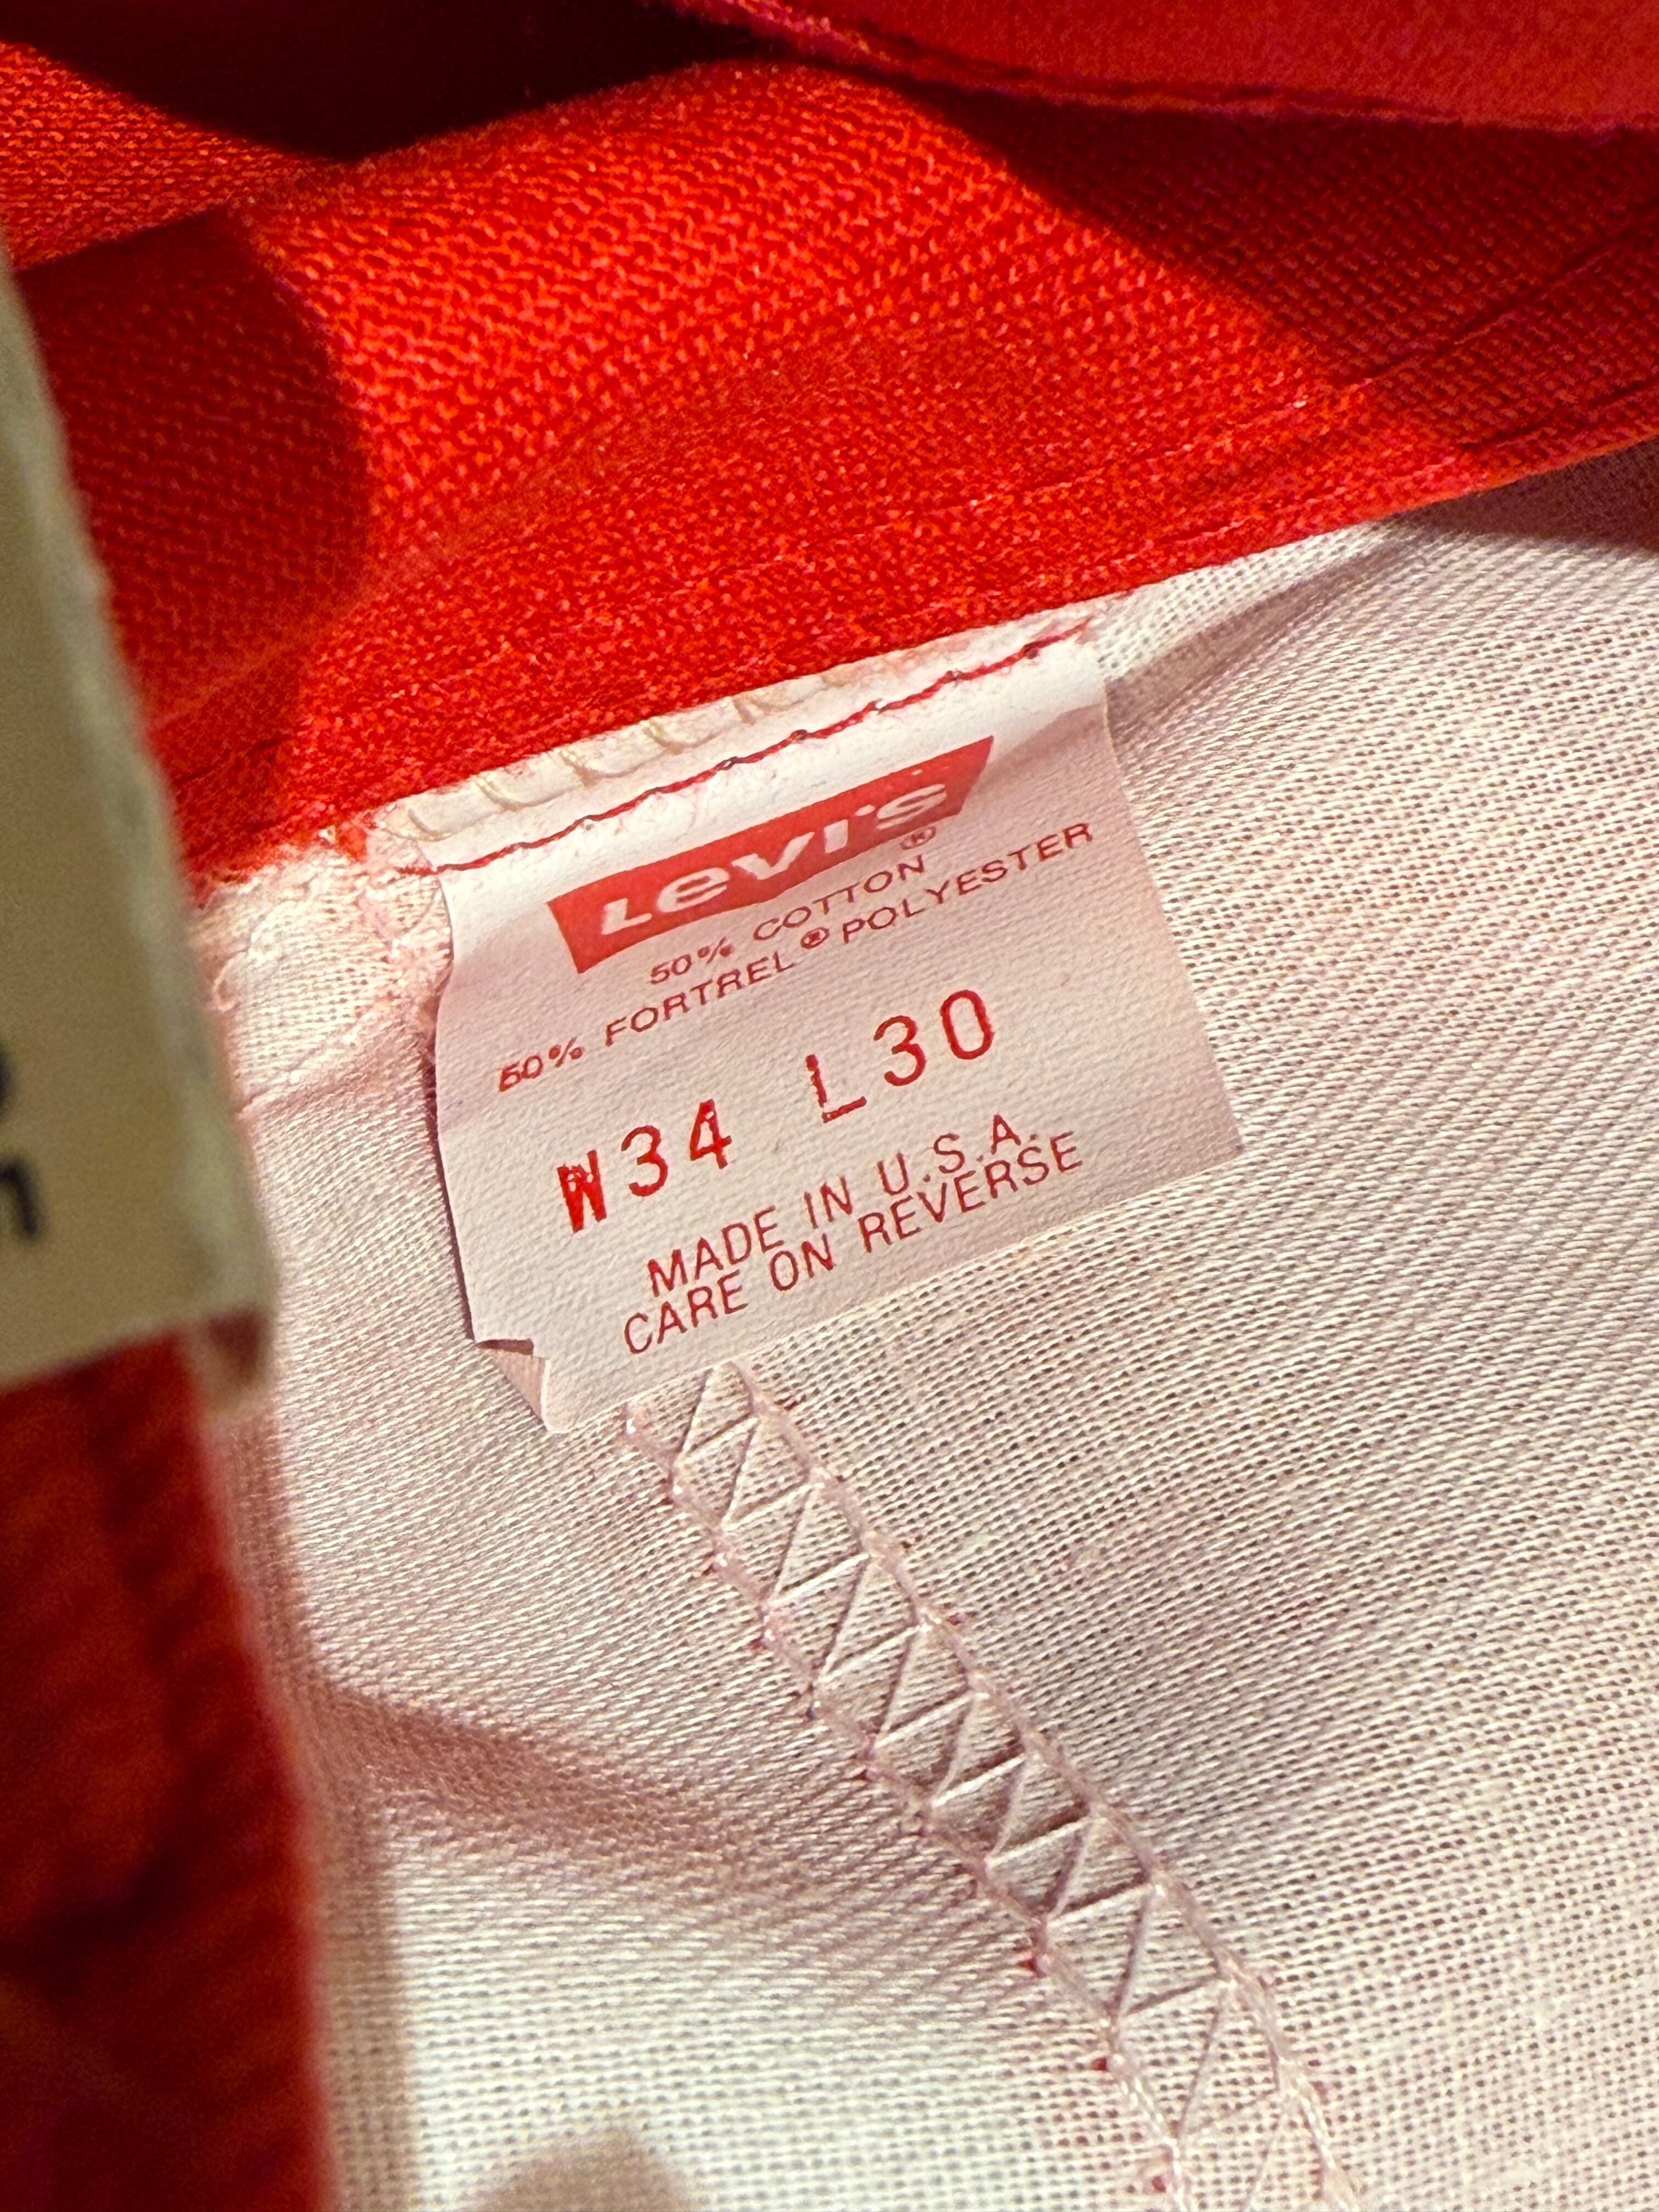 Levi's®
50% COTTON
50% FORTREL® POLYESTER
W34 L30
MADE IN U.S.A.
CARE ON REVERSE